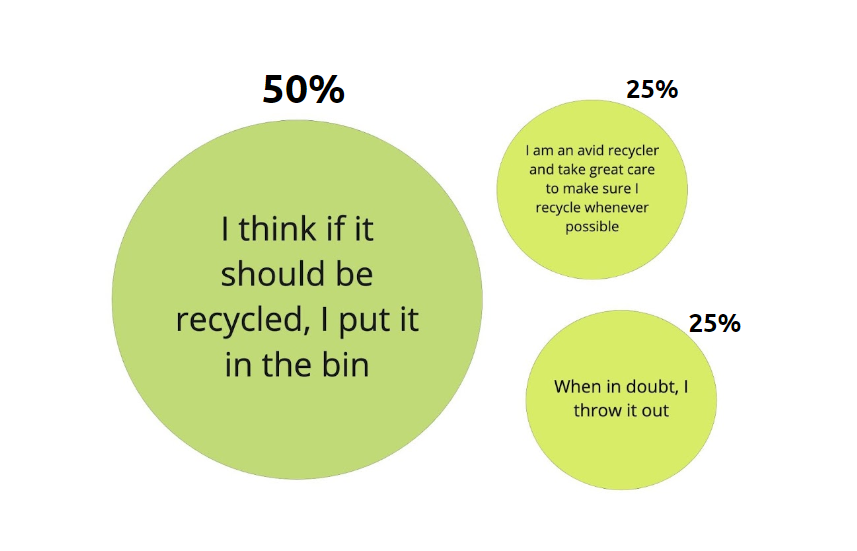 50%
I think if it
should be
recycled, I put it
in the bin
25%
I am an avid recycler
and take great care
to make sure I
recycle whenever
possible
25%
When in doubt, I
throw it out